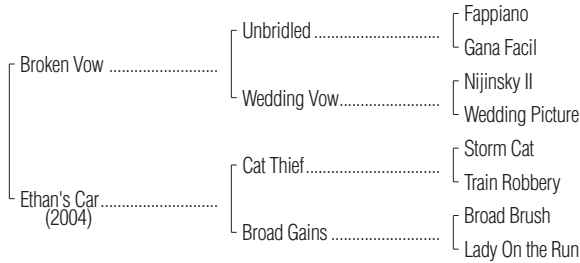 Fappiano
Unbridled
Gana Facil
Broken Vow
Nijinsky II
Wedding Vow
Wedding Picture
Storm Cat
Cat Thief
Train Robbery
Ethan's Car
(2004)
Broad Brush
Broad Gains
Lady On the Run